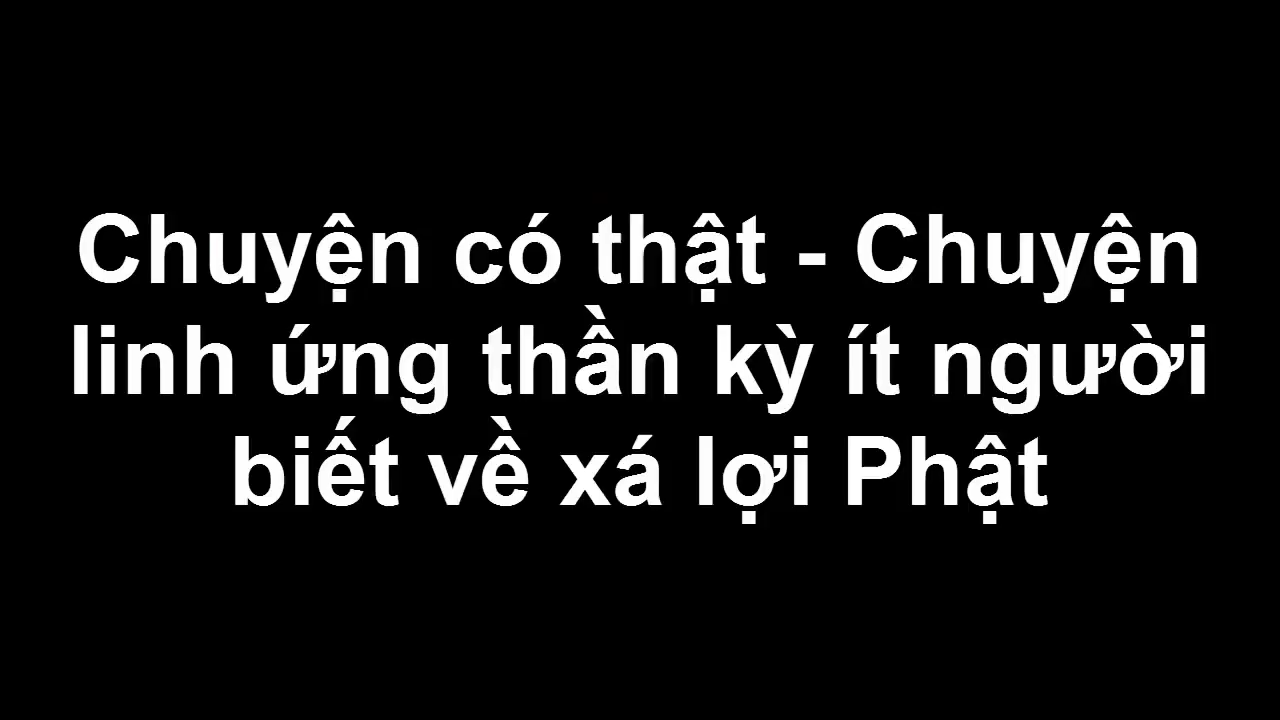 Chuyện có thật - Chuyện
linh ứng thần kỳ ít người
biết về xá lợi Phật